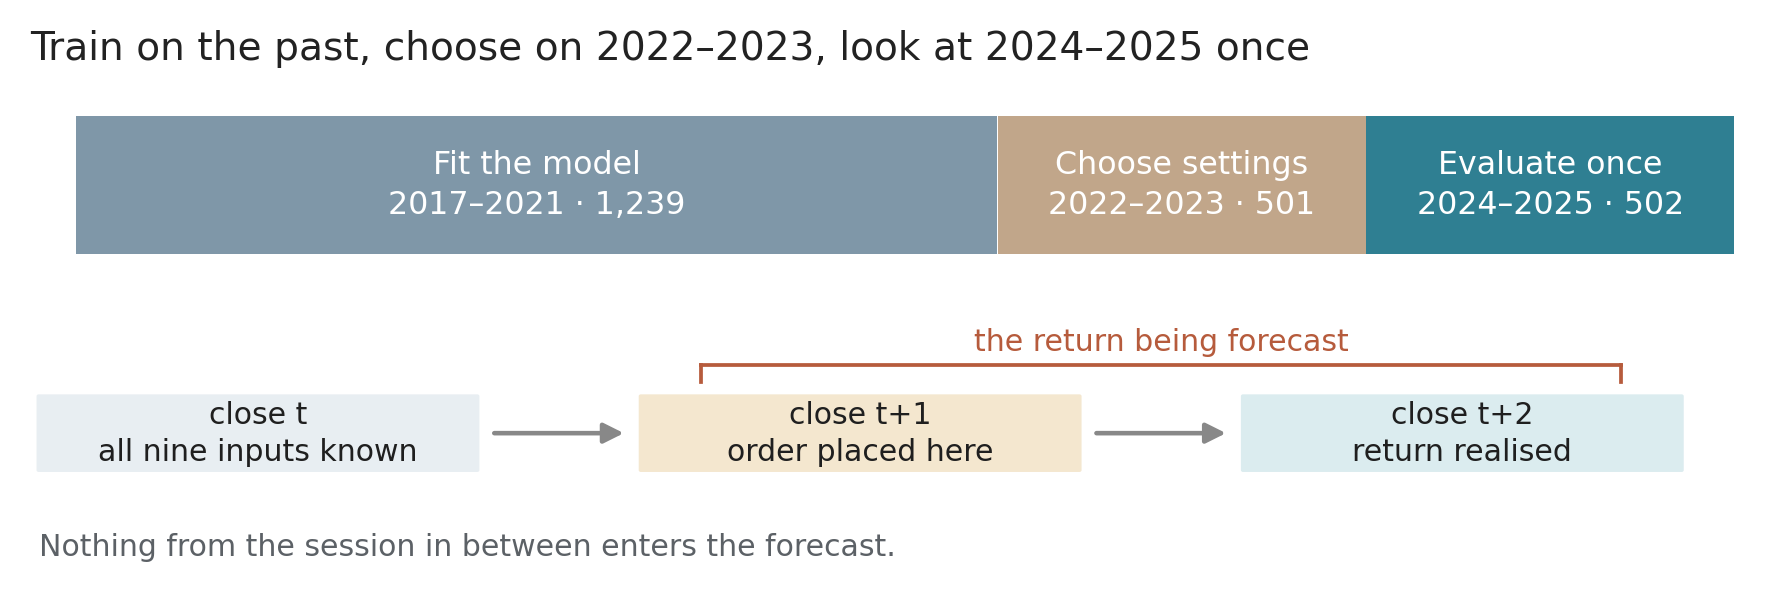 Train on the past, choose on 2022–2023, look at 2024–2025 once
Fit the model
2017–2021 · 1,239
Choose settings
2022–2023 · 501
Evaluate once
2024–2025 · 502
the return being forecast
close t
all nine inputs known
close t+1
order placed here
close t+2
return realised
Nothing from the session in between enters the forecast.